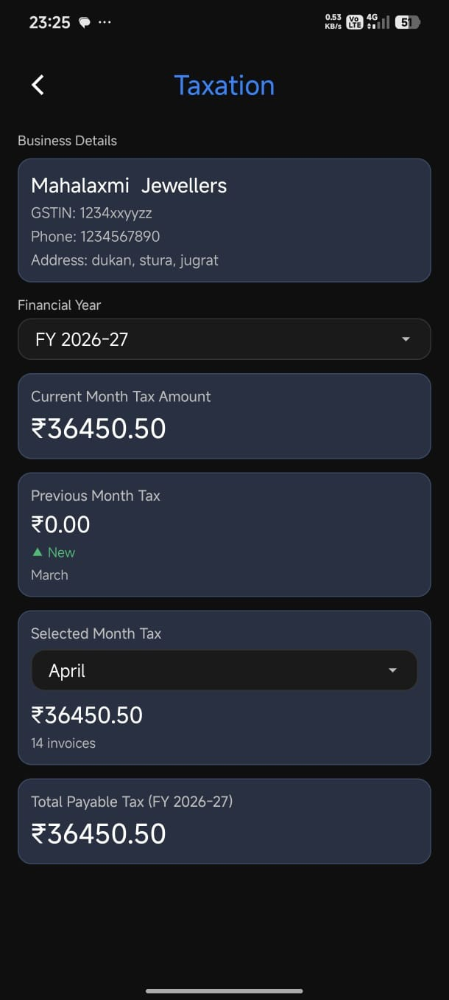 23:25
0.53 KB/s
Vo LTE
4G
51
Taxation
Business Details
Mahalaxmi  Jewellers
GSTIN: 1234xxyyzz
Phone: 1234567890
Address: dukan, stura, jugrat
Financial Year
FY 2026-27
Current Month Tax Amount
₹36450.50
Previous Month Tax
₹0.00
▲ New
March
Selected Month Tax
April
₹36450.50
14 invoices
Total Payable Tax (FY 2026-27)
₹36450.50